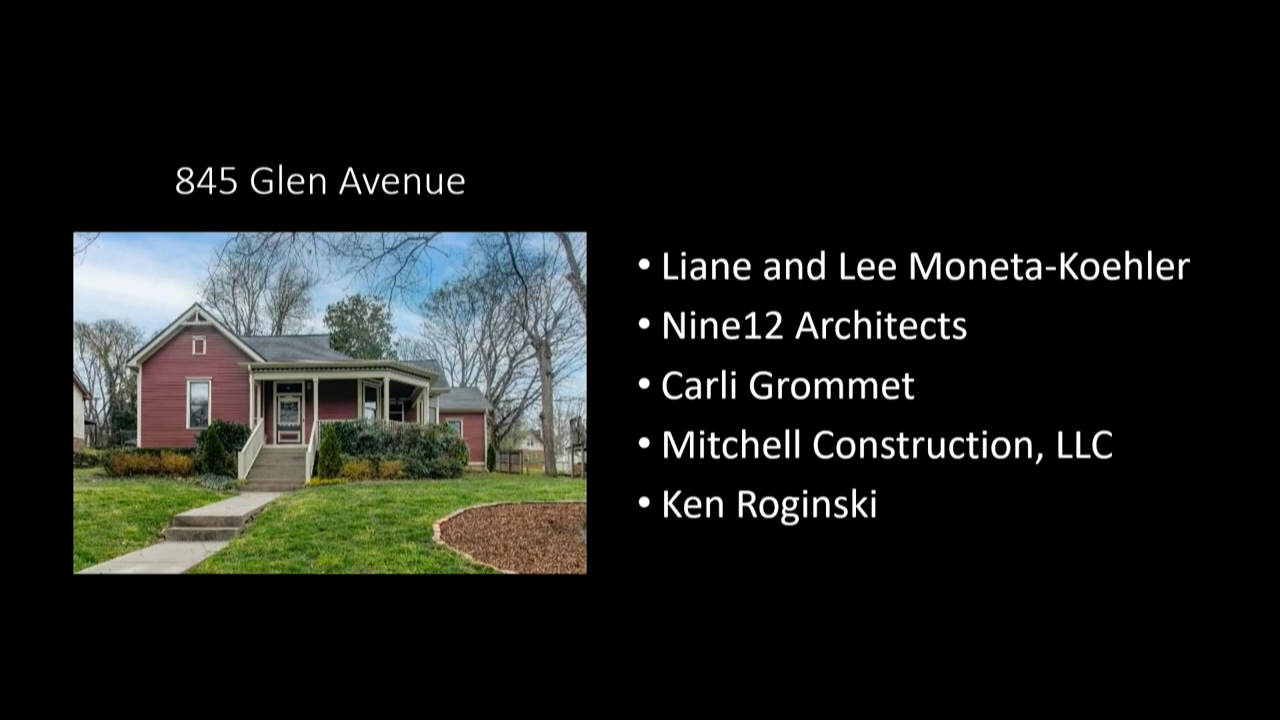 845 Glen Avenue
• Liane and Lee Moneta-Koehler
• Nine12 Architects
• Carli Grommet
• Mitchell Construction, LLC
• Ken Roginski